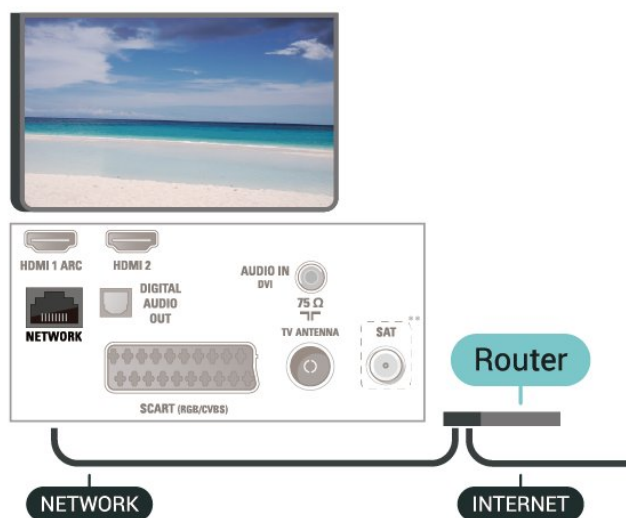 HDMI 1 ARC
HDMI 2
AUDIO IN
DVI
DIGITAL
AUDIO
OUT
75 Ω
NETWORK
TV ANTENNA
SAT
SCART (RGB/CVBS)
Router
NETWORK
INTERNET